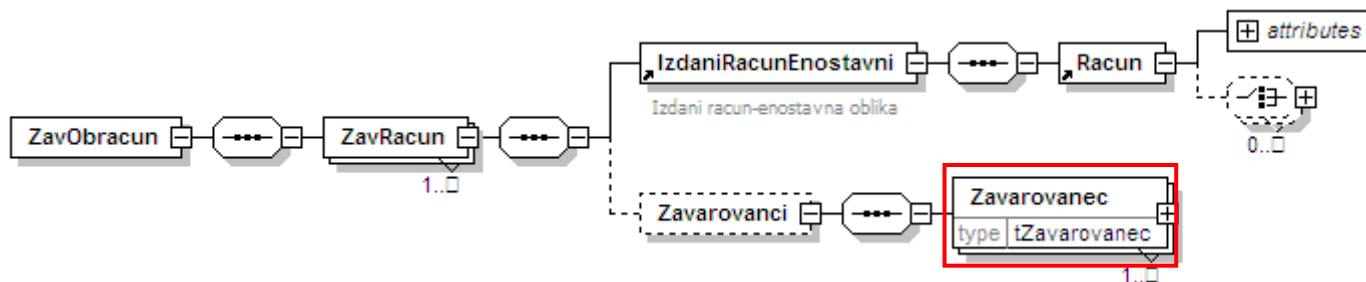 attributes
IzdaniRacunEnostavni
Racun
Izdani racun-enostavna oblika
ZavObracun
ZavRacun
0..□
1..□
Zavarovanec
Zavarovanci
type tZavarovanec
1..□